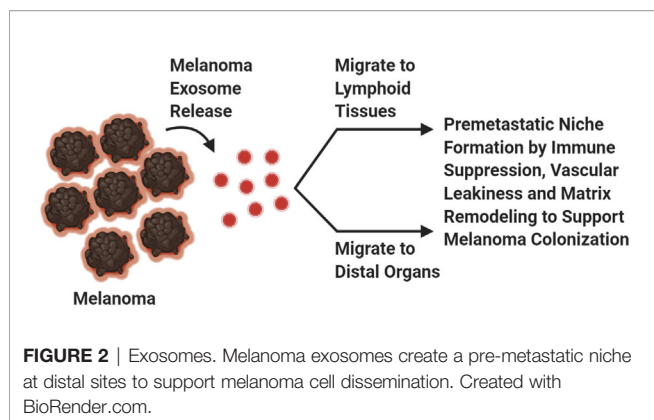 Melanoma
Exosome
Release
Migrate to
Lymphoid
Tissues
Premetastatic Niche
Formation by Immune
Suppression, Vascular
Leakiness and Matrix
Remodeling to Support
Melanoma Colonization
Migrate to
Distal Organs
Melanoma
FIGURE 2 | Exosomes. Melanoma exosomes create a pre-metastatic niche
at distal sites to support melanoma cell dissemination. Created with
BioRender.com.